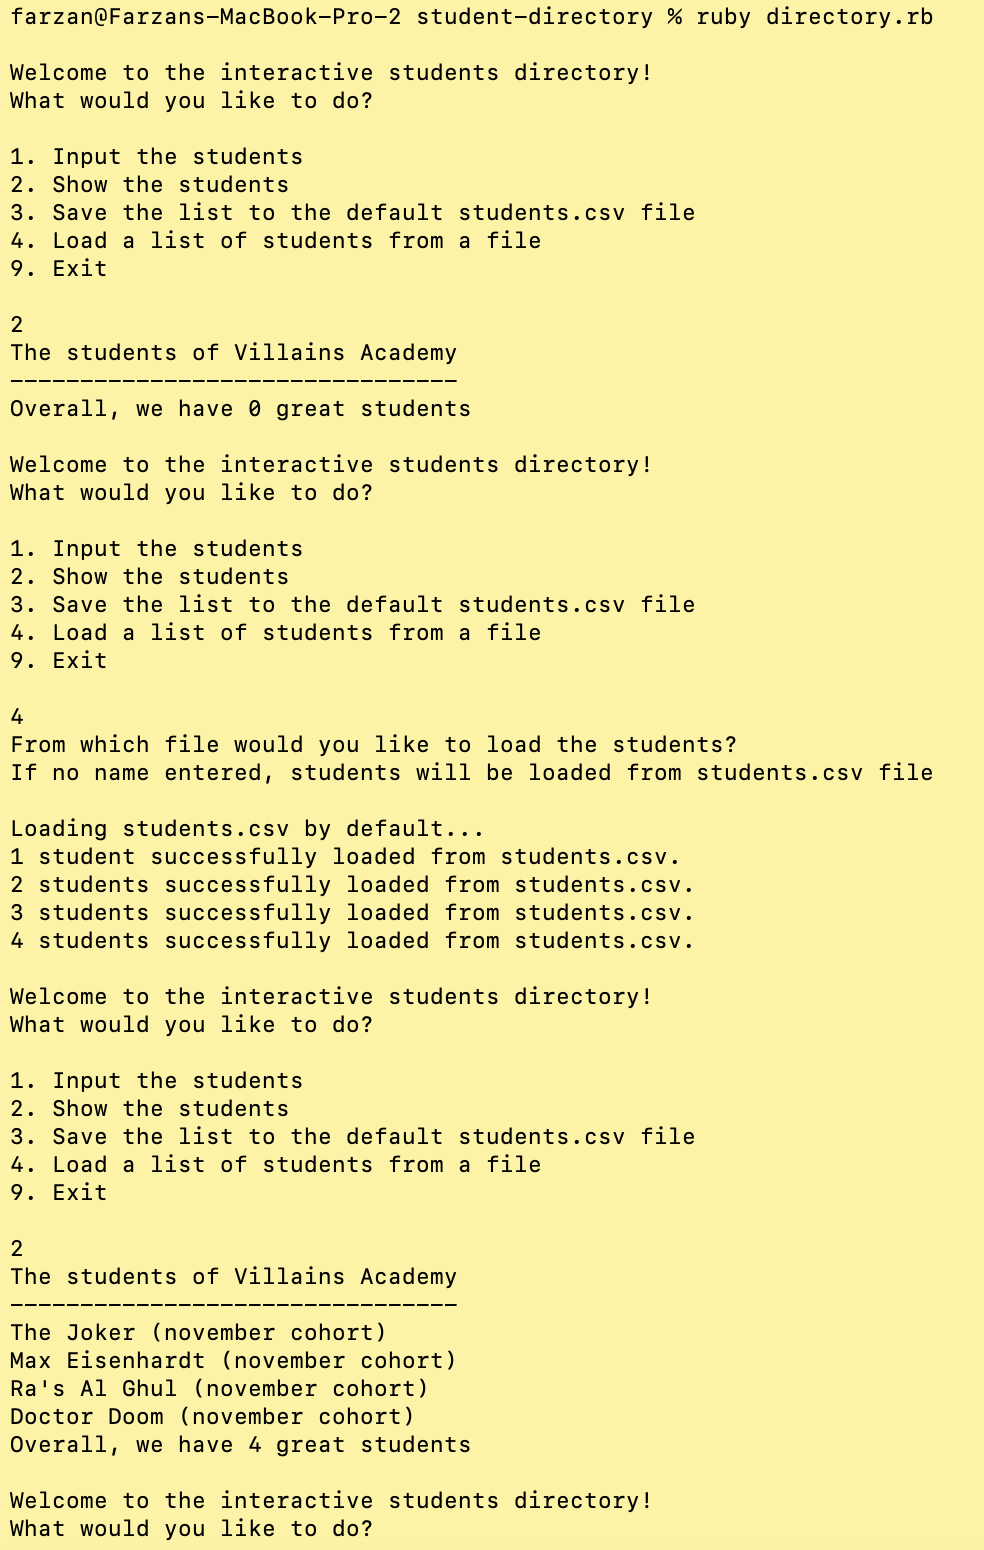 farzan@Farzans-MacBook-Pro-2 student-directory % ruby directory.rb
Welcome to the interactive students directory!
What would you like to do?
1. Input the students
2. Show the students
3. Save the list to the default students.csv file
4. Load a list of students from a file
9. Exit
2
The students of Villains Academy
--------------------------------
Overall, we have 0 great students
Welcome to the interactive students directory!
What would you like to do?
1. Input the students
2. Show the students
3. Save the list to the default students.csv file
4. Load a list of students from a file
9. Exit
4
From which file would you like to load the students?
If no name entered, students will be loaded from students.csv file
Loading students.csv by default...
1 student successfully loaded from students.csv.
2 students successfully loaded from students.csv.
3 students successfully loaded from students.csv.
4 students successfully loaded from students.csv.
Welcome to the interactive students directory!
What would you like to do?
1. Input the students
2. Show the students
3. Save the list to the default students.csv file
4. Load a list of students from a file
9. Exit
2
The students of Villains Academy
--------------------------------
The Joker (november cohort)
Max Eisenhardt (november cohort)
Ra's Al Ghul (november cohort)
Doctor Doom (november cohort)
Overall, we have 4 great students
Welcome to the interactive students directory!
What would you like to do?